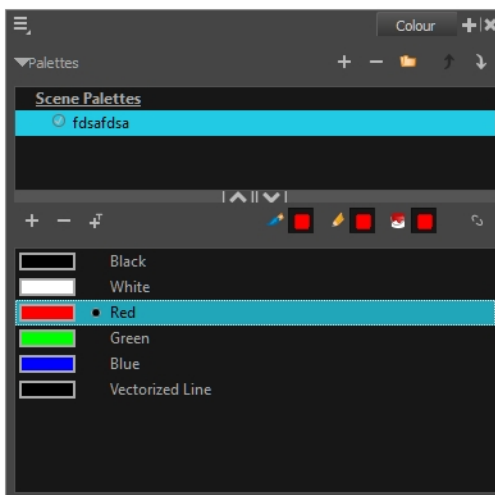 Colour
Palettes
Scene Palettes
fdsafdsa
Black
White
Red
Green
Blue
Vectorized Line